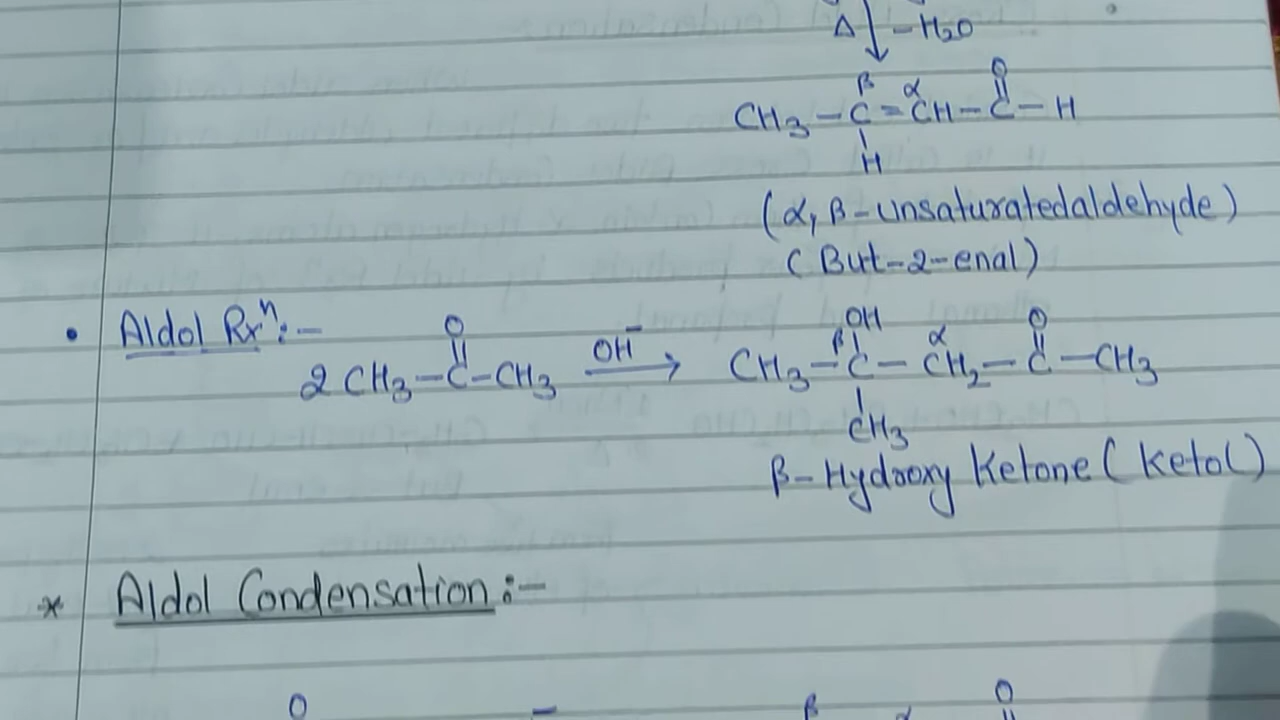 Δ ↓ -H2O
CH3-C=CH-C-H
β α O
H
(α, β-unsaturatedaldehyde)
(But-2-enal)
• Aldol Rxⁿ:-
O OH⁻ OH O
2 CH3-C-CH3 → CH3-C-CH2-C-CH3
β α
CH3
β-Hydroxy Ketone (Ketol)
* Aldol Condensation:-
O - β α O